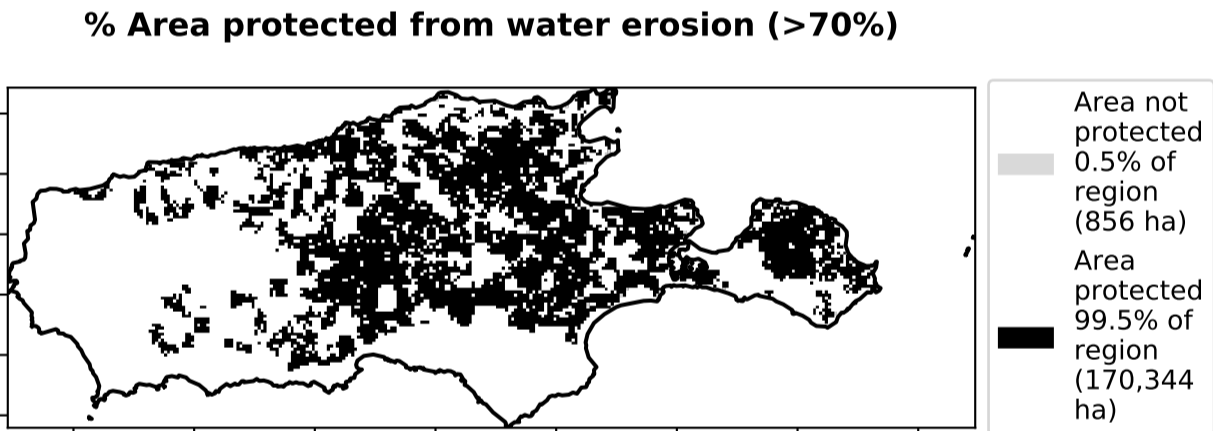 % Area protected from water erosion (>70%)
Area not
protected
0.5% of
region
(856 ha)
Area
protected
99.5% of
region
(170,344
ha)